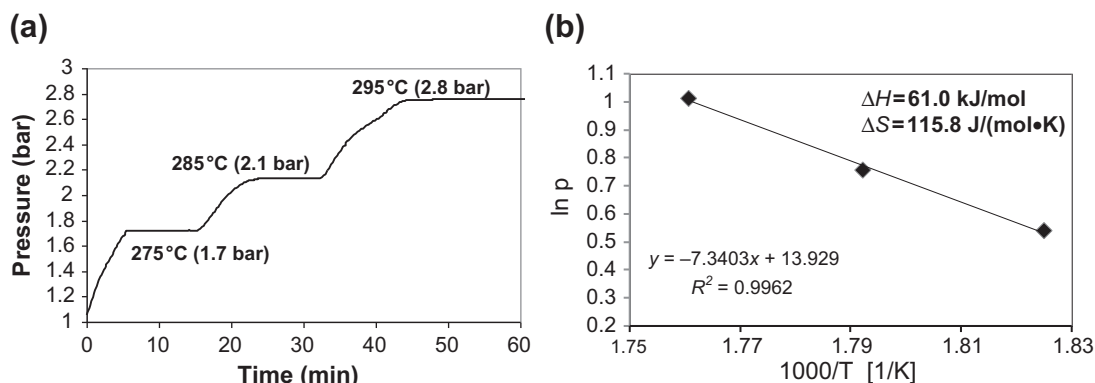 (a)
3
2.8
2.6
2.4
2.2
2
1.8
1.6
1.4
1.2
1
Pressure (bar)
295°C (2.8 bar)
285°C (2.1 bar)
275°C (1.7 bar)
0 10 20 30 40 50 60
Time (min)
(b)
1.1
1
0.9
0.8
0.7
0.6
0.5
0.4
0.3
0.2
ln p
ΔH=61.0 kJ/mol
ΔS=115.8 J/(mol•K)
y = –7.3403x + 13.929
R² = 0.9962
1.75 1.77 1.79 1.81 1.83
1000/T [1/K]